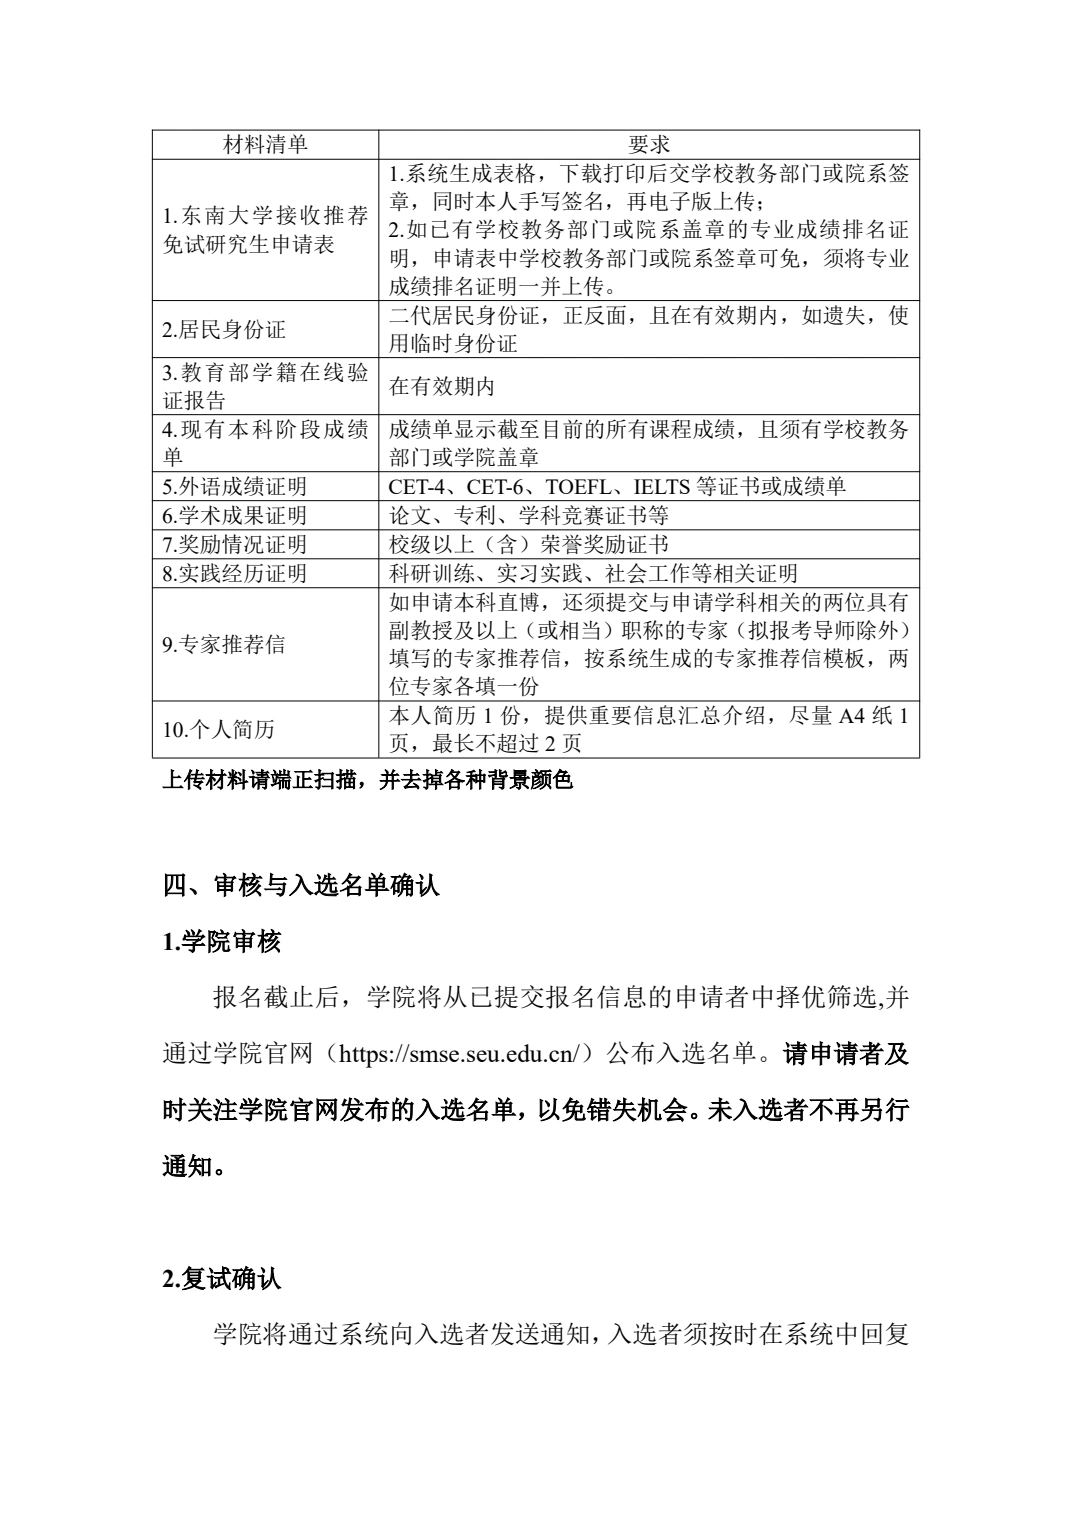 材料清单 要求
1.东南大学接收推荐
免试研究生申请表
1.系统生成表格，下载打印后交学校教务部门或院系签
章，同时本人手写签名，再电子版上传；
2.如已有学校教务部门或院系盖章的专业成绩排名证
明，申请表中学校教务部门或院系签章可免，须将专业
成绩排名证明一并上传。
2.居民身份证
二代居民身份证，正反面，且在有效期内，如遗失，使
用临时身份证
3.教育部学籍在线验
证报告
在有效期内
4.现有本科阶段成绩
单
成绩单显示截至目前的所有课程成绩，且须有学校教务
部门或学院盖章
5.外语成绩证明 CET-4、CET-6、TOEFL、IELTS 等证书或成绩单
6.学术成果证明 论文、专利、学科竞赛证书等
7.奖励情况证明 校级以上（含）荣誉奖励证书
8.实践经历证明 科研训练、实习实践、社会工作等相关证明
9.专家推荐信
如申请本科直博，还须提交与申请学科相关的两位具有
副教授及以上（或相当）职称的专家（拟报考导师除外）
填写的专家推荐信，按系统生成的专家推荐信模板，两
位专家各填一份
10.个人简历
本人简历 1 份，提供重要信息汇总介绍，尽量 A4 纸 1
页，最长不超过 2 页
上传材料请端正扫描，并去掉各种背景颜色
四、审核与入选名单确认
1.学院审核
报名截止后，学院将从已提交报名信息的申请者中择优筛选,并
通过学院官网（https://smse.seu.edu.cn/）公布入选名单。请申请者及
时关注学院官网发布的入选名单，以免错失机会。未入选者不再另行
通知。
2.复试确认
学院将通过系统向入选者发送通知，入选者须按时在系统中回复